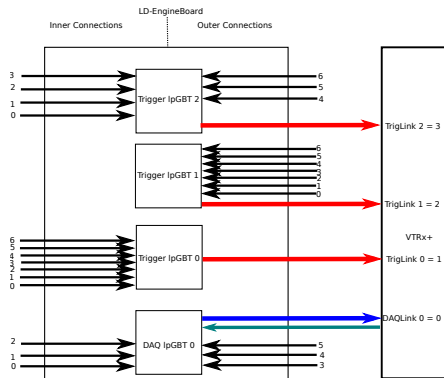 LD-EngineBoard
Inner Connections
Outer Connections
3
2
1
0
Trigger lpGBT 2
6
5
4
TrigLink 2 = 3
Trigger lpGBT 1
6
5
4
3
2
1
0
TrigLink 1 = 2
6
5
4
3
2
1
0
Trigger lpGBT 0
VTRx+
TrigLink 0 = 1
DAQLink 0 = 0
2
1
0
DAQ lpGBT 0
5
4
3